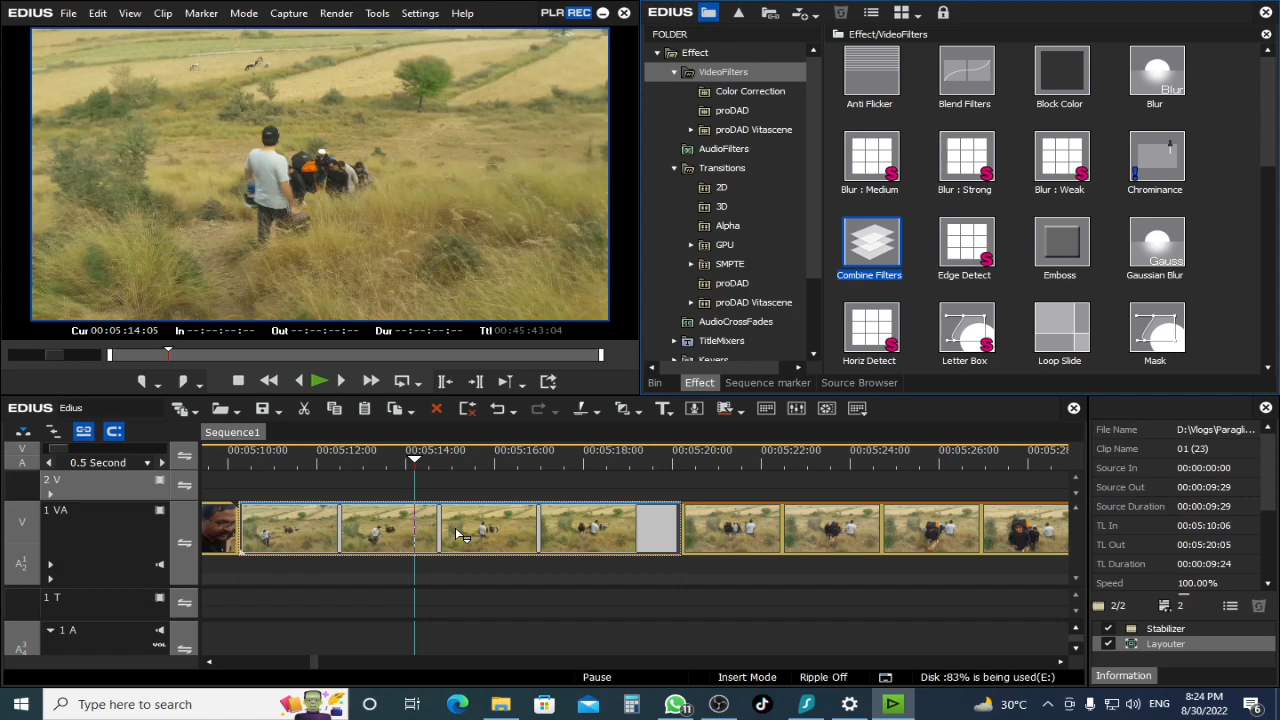 EDIUS File Edit View Clip Marker Mode Capture Render Tools Settings Help PLR REC
Cur 00:05:14:05 In --:--:--:-- Out --:--:--:-- Dur --:--:--:-- Ttl 00:45:43:04
EDIUS
FOLDER
Effect/VideoFilters
Effect
VideoFilters
Color Correction
proDAD
proDAD Vitascene
AudioFilters
Transitions
2D
3D
Alpha
GPU
SMPTE
proDAD
proDAD Vitascene
AudioCrossFades
TitleMixers
Keyers
Anti Flicker Blend Filters Block Color Blur
Blur
Blur : Medium Blur : Strong Blur : Weak Chrominance
Gauss
Combine Filters Edge Detect Emboss Gaussian Blur
Horiz Detect Letter Box Loop Slide Mask
Bin Effect Sequence marker Source Browser
EDIUS Edius
Sequence1
V
A
0.5 Second
00:05:10:00 00:05:12:00 00:05:14:00 00:05:16:00 00:05:18:00 00:05:20:00 00:05:22:00 00:05:24:00 00:05:26:00 00:05:28
2 V
1 VA
V
A 1 2
1 T
1 A
VOL
A 3 4
Pause Insert Mode Ripple Off Disk :83% is being used(E:)
EDIUS
File Name D:\Vlogs\Paragli...
Clip Name 01 (23)
Source In 00:00:00:00
Source Out 00:00:09:29
Source Duration 00:00:09:29
TL In 00:05:10:06
TL Out 00:05:20:05
TL Duration 00:00:09:24
Speed 100.00%
2/2 2
Stabilizer
Layouter
Information
Type here to search
11
30°C
8:24 PM
8/30/2022